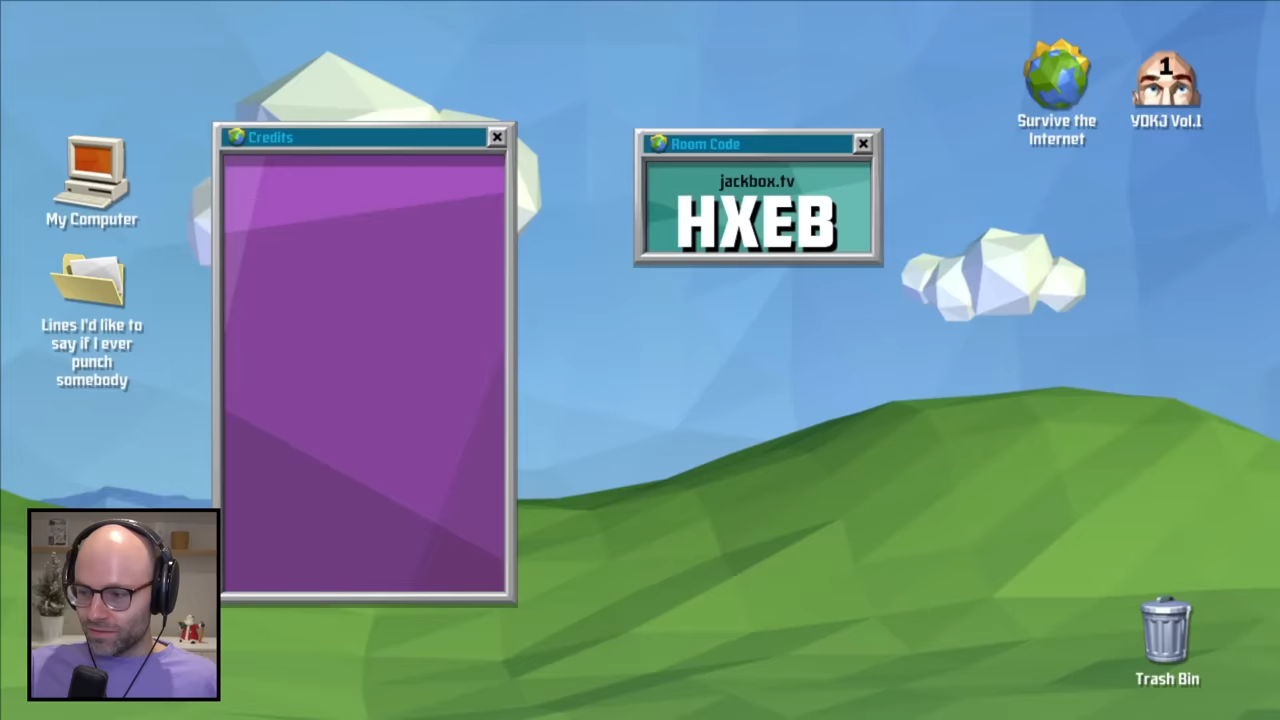 My Computer
Lines I'd like to
say if I ever
punch
somebody
Credits
Room Code
jackbox.tv
HXEB
Survive the
Internet
1
YDKJ Vol.1
Trash Bin